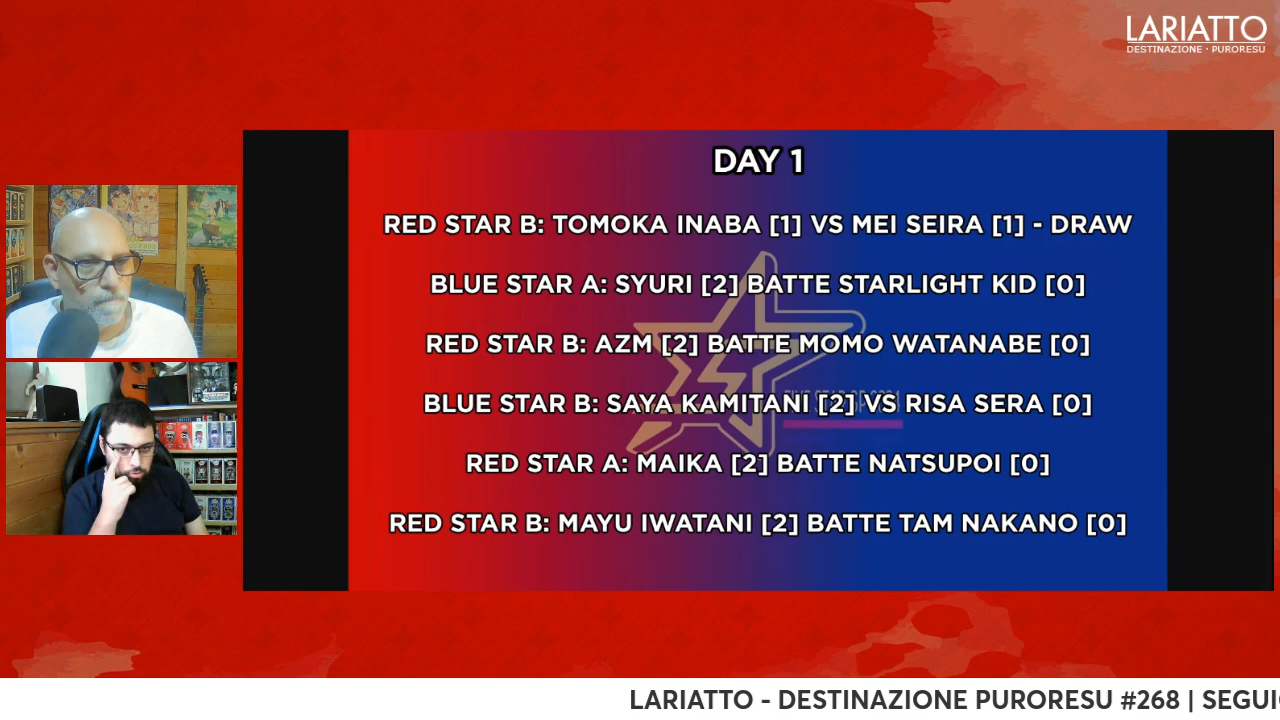 LARIATTO
DESTINAZIONE • PURORESU
DAY 1
RED STAR B: TOMOKA INABA [1] VS MEI SEIRA [1] - DRAW
BLUE STAR A: SYURI [2] BATTE STARLIGHT KID [0]
RED STAR B: AZM [2] BATTE MOMO WATANABE [0]
BLUE STAR B: SAYA KAMITANI [2] VS RISA SERA [0]
RED STAR A: MAIKA [2] BATTE NATSUPOI [0]
RED STAR B: MAYU IWATANI [2] BATTE TAM NAKANO [0]
LARIATTO - DESTINAZIONE PURORESU #268 |